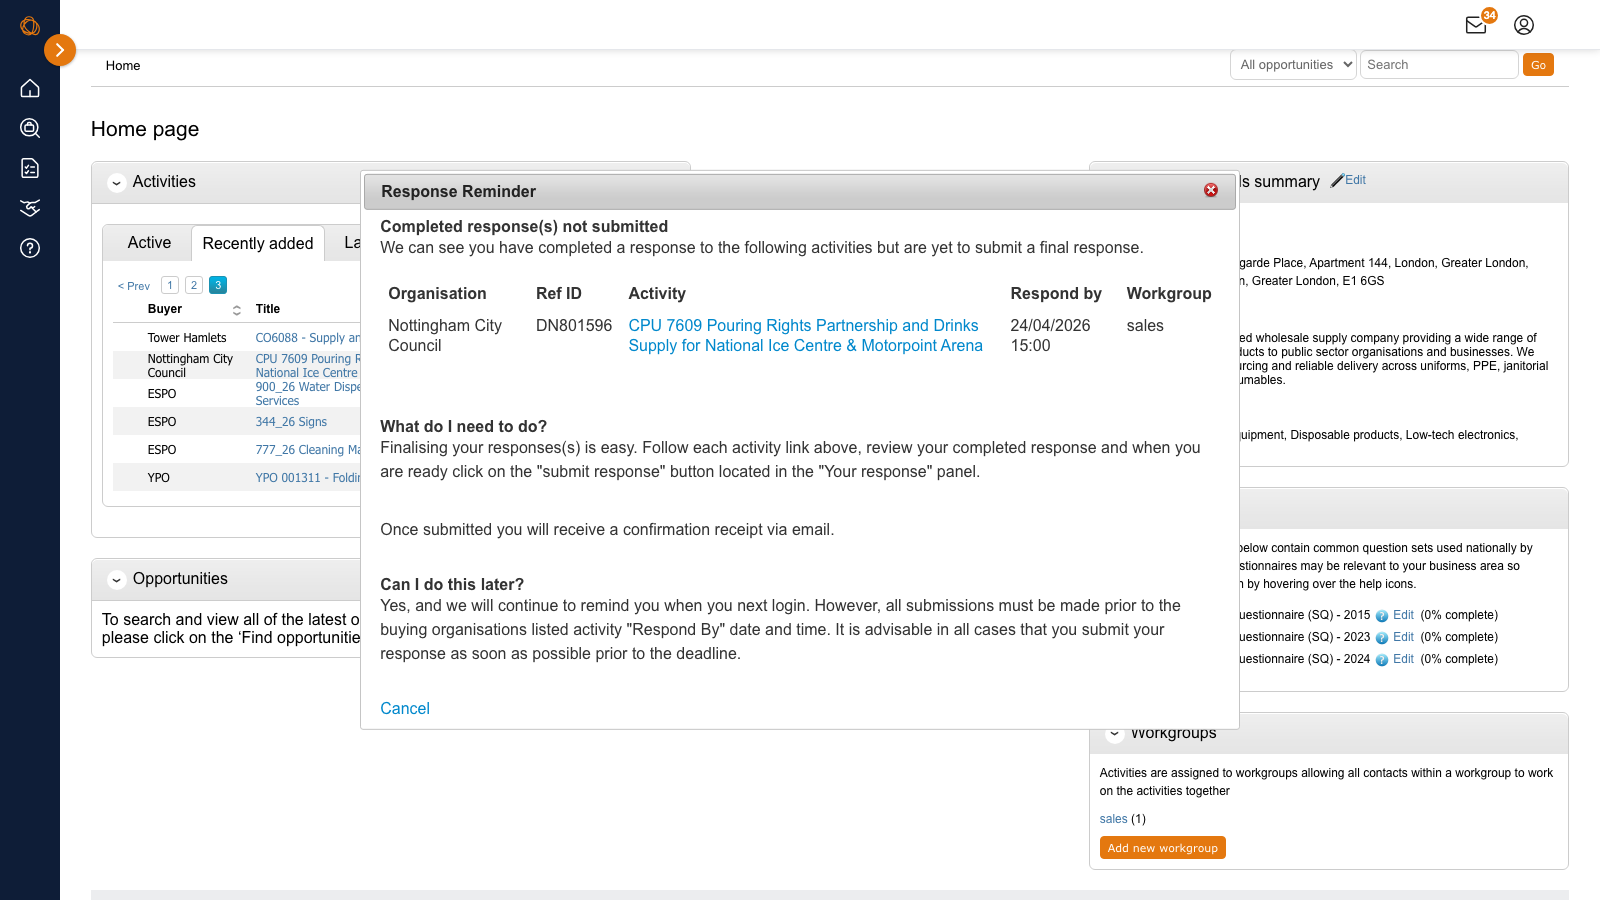 34
Home
All opportunities
Search
Go
Home page
Activities
Active
Recently added
La
< Prev
1
2
3
Buyer
Title
Tower Hamlets
CO6088 - Supply an
Nottingham City
Council
CPU 7609 Pouring R
National Ice Centre
ESPO
900_26 Water Dispe
Services
ESPO
344_26 Signs
ESPO
777_26 Cleaning Ma
YPO
YPO 001311 - Foldin
Opportunities
To search and view all of the latest o
please click on the ‘Find opportunitie
Response Reminder
Completed response(s) not submitted
We can see you have completed a response to the following activities but are yet to submit a final response.
Organisation
Ref ID
Activity
Respond by
Workgroup
Nottingham City
Council
DN801596
CPU 7609 Pouring Rights Partnership and Drinks
Supply for National Ice Centre & Motorpoint Arena
24/04/2026
15:00
sales
What do I need to do?
Finalising your responses(s) is easy. Follow each activity link above, review your completed response and when you
are ready click on the "submit response" button located in the "Your response" panel.
Once submitted you will receive a confirmation receipt via email.
Can I do this later?
Yes, and we will continue to remind you when you next login. However, all submissions must be made prior to the
buying organisations listed activity "Respond By" date and time. It is advisable in all cases that you submit your
response as soon as possible prior to the deadline.
Cancel
ls summary
Edit
garde Place, Apartment 144, London, Greater London,
n, Greater London, E1 6GS
ed wholesale supply company providing a wide range of
ducts to public sector organisations and businesses. We
urcing and reliable delivery across uniforms, PPE, janitorial
umables.
quipment, Disposable products, Low-tech electronics,
below contain common question sets used nationally by
estionnaires may be relevant to your business area so
n by hovering over the help icons.
uestionnaire (SQ) - 2015
Edit
(0% complete)
uestionnaire (SQ) - 2023
Edit
(0% complete)
uestionnaire (SQ) - 2024
Edit
(0% complete)
Workgroups
Activities are assigned to workgroups allowing all contacts within a workgroup to work
on the activities together
sales (1)
Add new workgroup